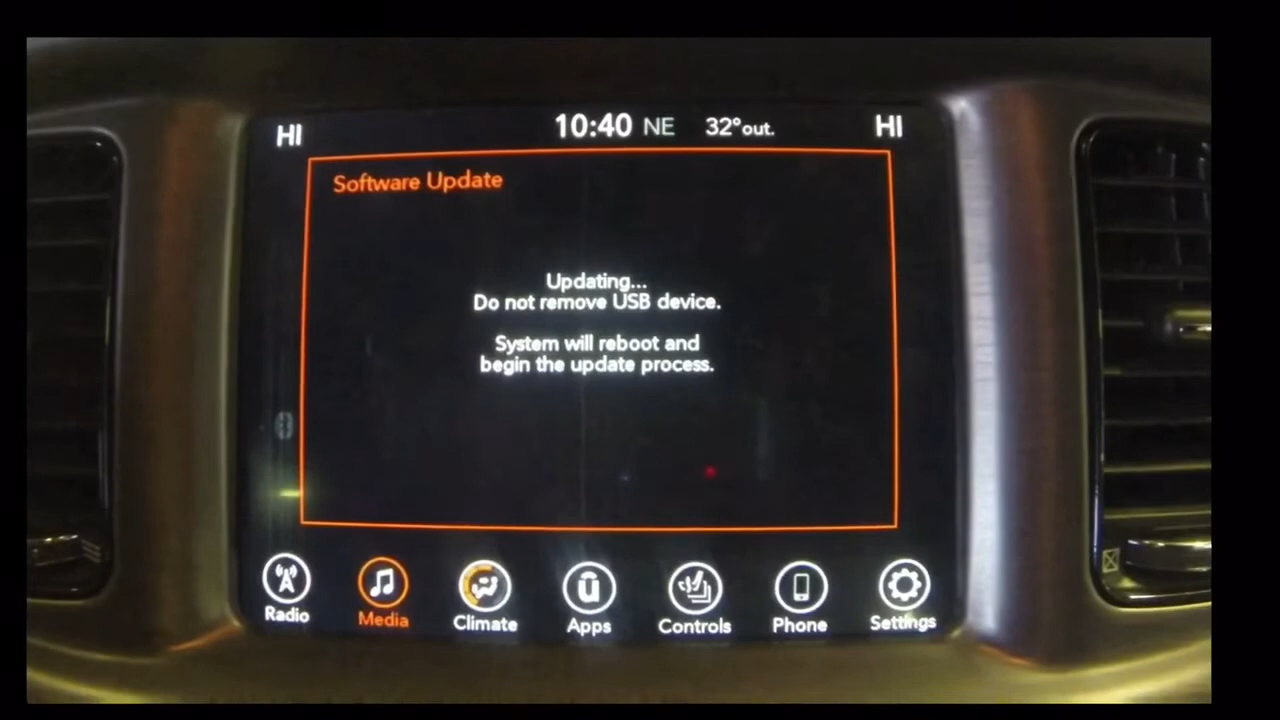 HI 10:40 NE 32° out. HI
Software Update
Updating...
Do not remove USB device.
System will reboot and
begin the update process.
Radio Media Climate Apps Controls Phone Settings